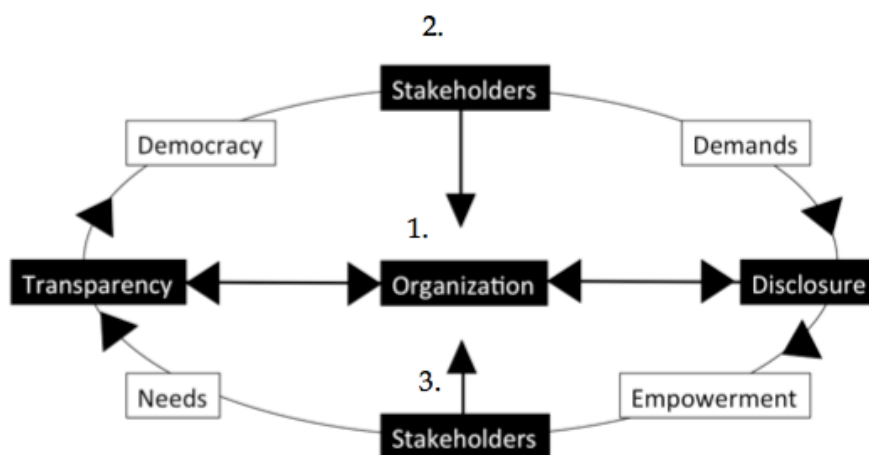 2.
Stakeholders
Democracy
Demands
1.
Transparency
Organization
Disclosure
3.
Needs
Empowerment
Stakeholders